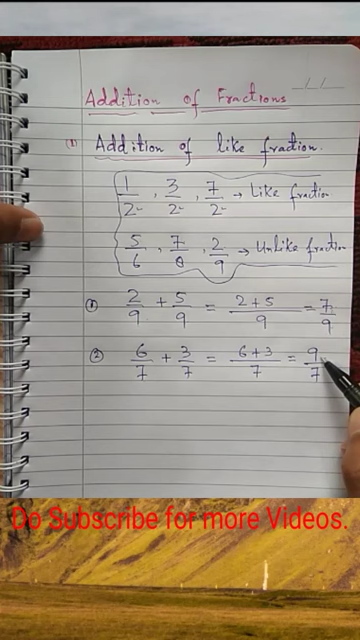 Addition of Fractions
(1) Addition of like fraction.
1/2, 3/2, 7/2 → Like fraction
5/6, 7/8, 2/9 → Unlike fraction
① 2/9 + 5/9 = 2+5/9 = 7/9
② 6/7 + 3/7 = 6+3/7 = 9/7
Do Subscribe for more Videos.